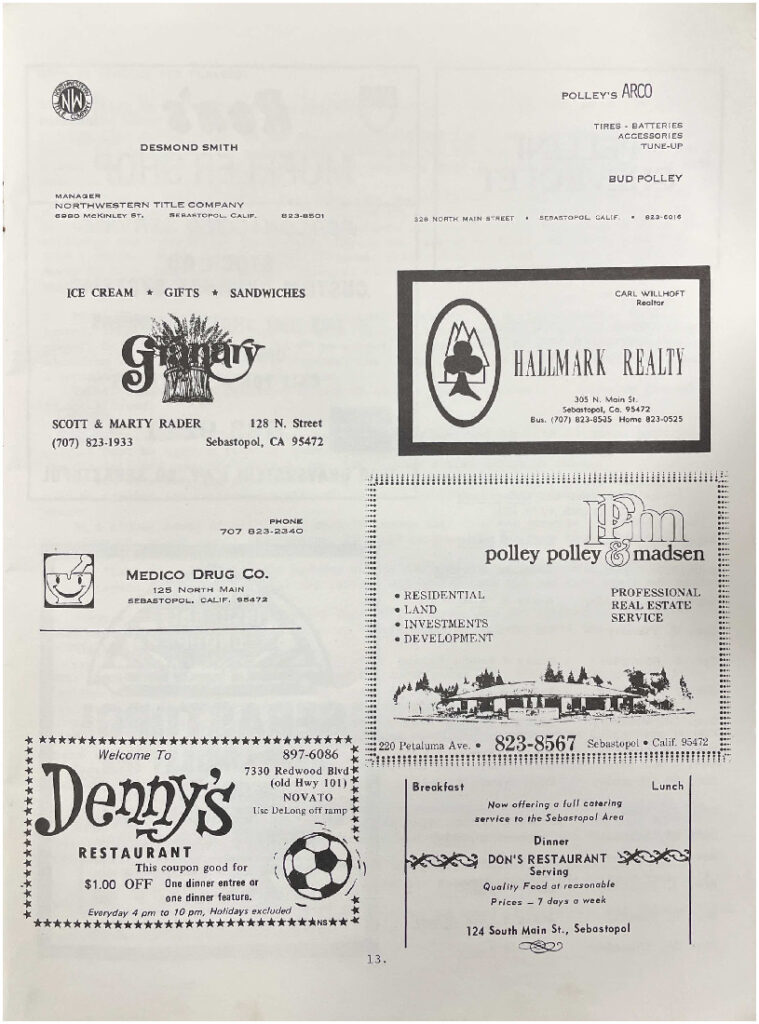 NORTHWESTERN
NW
TITLE COMPANY
DESMOND SMITH
MANAGER
NORTHWESTERN TITLE COMPANY
6980 McKINLEY ST. SEBASTOPOL, CALIF. 823-8501
POLLEY'S ARCO
TIRES - BATTERIES
ACCESSORIES
TUNE-UP
BUD POLLEY
328 NORTH MAIN STREET • SEBASTOPOL, CALIF. • 823-6016
ICE CREAM ★ GIFTS ★ SANDWICHES
Granary
SCOTT & MARTY RADER 128 N. Street
(707) 823-1933 Sebastopol, CA 95472
CARL WILLHOFT
Realtor
HALLMARK REALTY
305 N. Main St.
Sebastopol, Ca. 95472
Bus. (707) 823-8535 Home 823-0525
PHONE
707 823-2340
MEDICO DRUG CO.
125 NORTH MAIN
SEBASTOPOL, CALIF. 95472
ppm
polley polley & madsen
• RESIDENTIAL
• LAND
• INVESTMENTS
• DEVELOPMENT
PROFESSIONAL
REAL ESTATE
SERVICE
220 Petaluma Ave. • 823-8567 Sebastopol • Calif. 95472
Welcome To 897-6086
Denny's
7330 Redwood Blvd
(old Hwy 101)
NOVATO
Use DeLong off ramp
RESTAURANT
This coupon good for
$1.00 OFF One dinner entree or
one dinner feature.
Everyday 4 pm to 10 pm, Holidays excluded
NS
Breakfast Lunch
Now offering a full catering
service to the Sebastopol Area
Dinner
DON'S RESTAURANT
Serving
Quality Food at reasonable
Prices — 7 days a week
124 South Main St., Sebastopol
13.